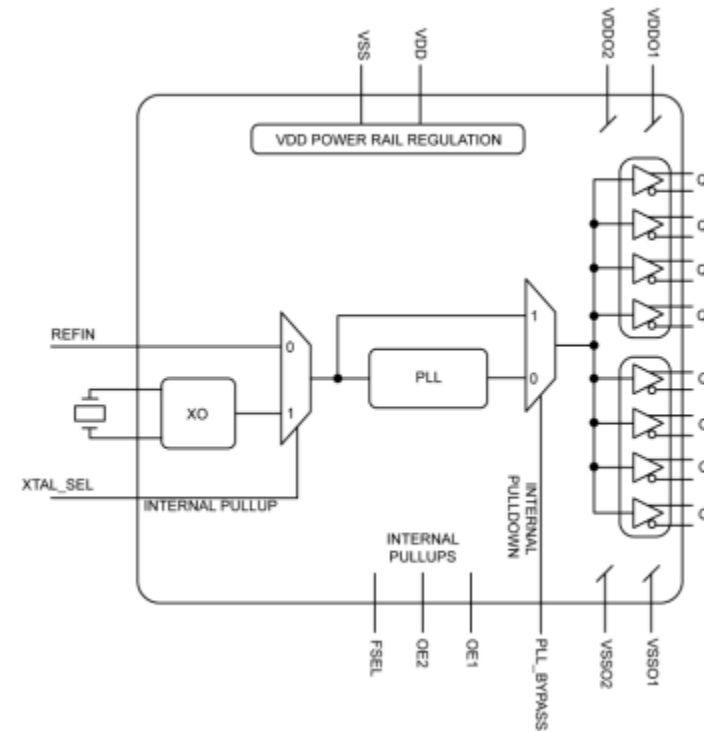 VSS
VDD
VDDO2
VDDO1
VDD POWER RAIL REGULATION
REFIN
0
1
XO
XTAL_SEL
INTERNAL PULLUP
PLL
1
0
INTERNAL
PULLDOWN
INTERNAL
PULLUPS
FSEL
OE2
OE1
PLL_BYPASS
VSSO2
VSSO1